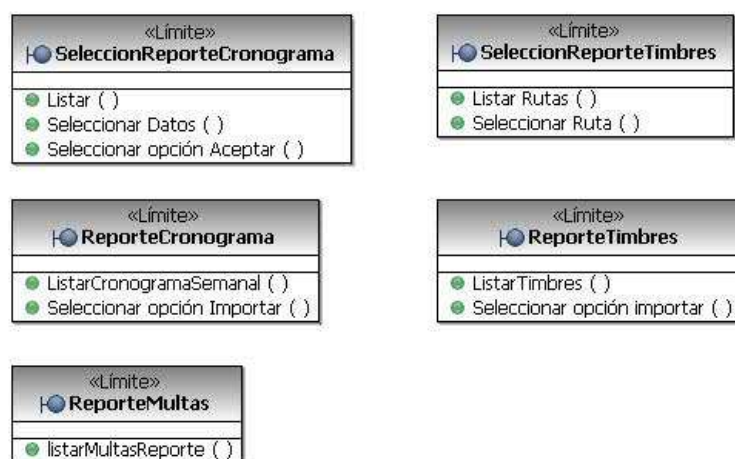 «Límite»
SeleccionReporteCronograma
Listar ( )
Seleccionar Datos ( )
Seleccionar opción Aceptar ( )
«Límite»
SeleccionReporteTimbres
Listar Rutas ( )
Seleccionar Ruta ( )
«Límite»
ReporteCronograma
ListarCronogramaSemanal ( )
Seleccionar opción Importar ( )
«Límite»
ReporteTimbres
ListarTimbres ( )
Seleccionar opción importar ( )
«Límite»
ReporteMultas
listarMultasReporte ( )